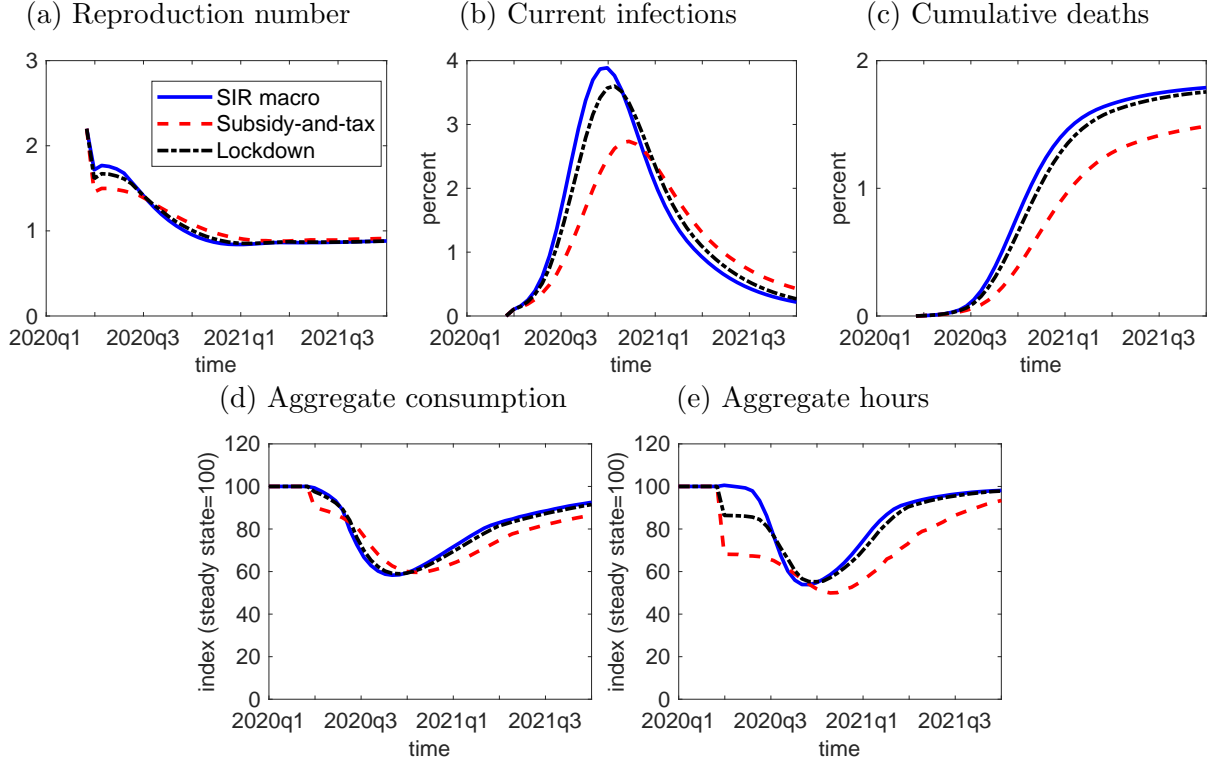 (a) Reproduction number
3
2
1
0
2020q1 2020q3 2021q1 2021q3
time
SIR macro
Subsidy-and-tax
Lockdown
(b) Current infections
percent
4
3
2
1
0
2020q1 2020q3 2021q1 2021q3
time
(c) Cumulative deaths
percent
2
1
0
2020q1 2020q3 2021q1 2021q3
time
(d) Aggregate consumption
index (steady state=100)
120
100
80
60
40
20
0
2020q1 2020q3 2021q1 2021q3
time
(e) Aggregate hours
index (steady state=100)
120
100
80
60
40
20
0
2020q1 2020q3 2021q1 2021q3
time